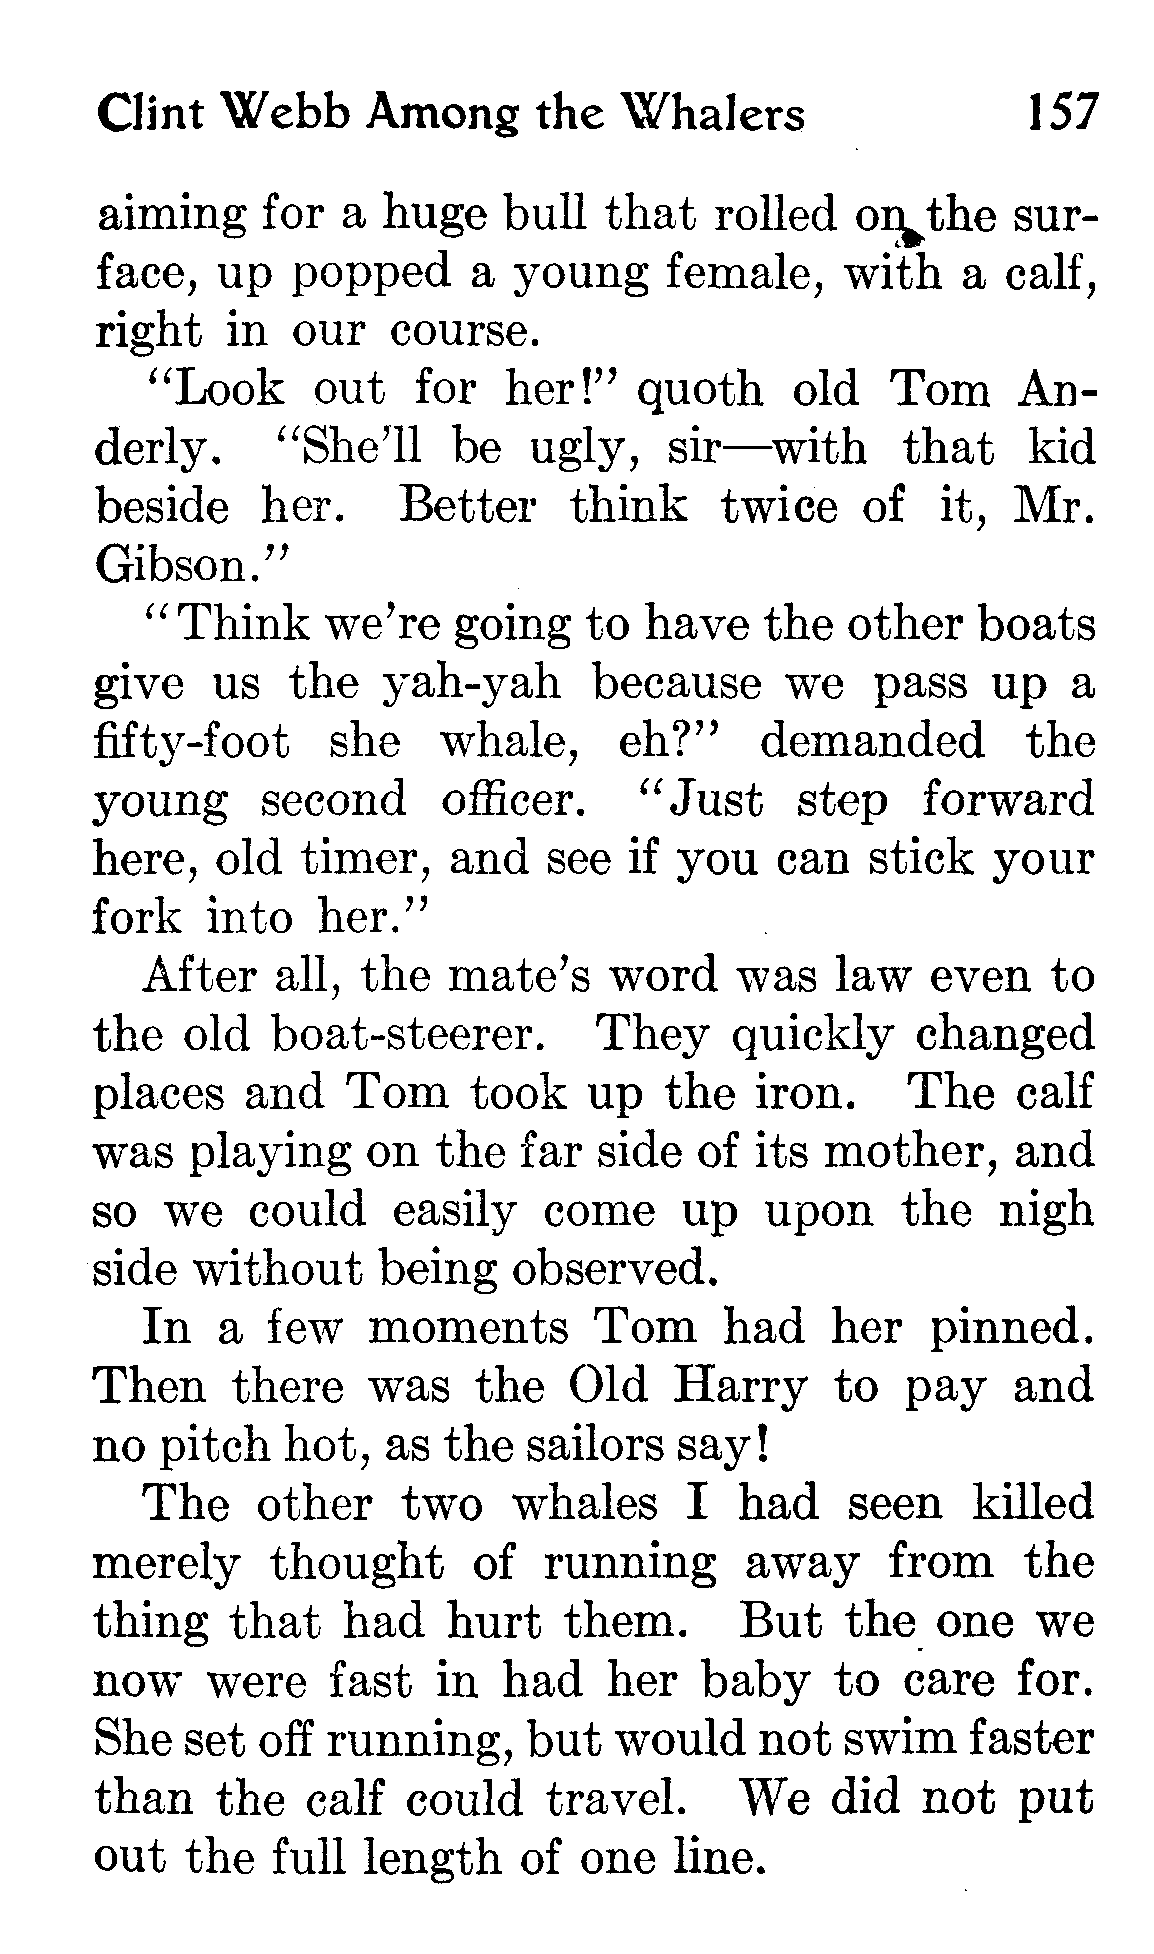 Clint Webb Among the Whalers 157
aiming for a huge bull that rolled on the sur-
face, up popped a young female, with a calf,
right in our course.
"Look out for her!" quoth old Tom An-
derly. "She'll be ugly, sir—with that kid
beside her. Better think twice of it, Mr.
Gibson."
"Think we're going to have the other boats
give us the yah-yah because we pass up a
fifty-foot she whale, eh?" demanded the
young second officer. "Just step forward
here, old timer, and see if you can stick your
fork into her."
After all, the mate's word was law even to
the old boat-steerer. They quickly changed
places and Tom took up the iron. The calf
was playing on the far side of its mother, and
so we could easily come up upon the nigh
side without being observed.
In a few moments Tom had her pinned.
Then there was the Old Harry to pay and
no pitch hot, as the sailors say!
The other two whales I had seen killed
merely thought of running away from the
thing that had hurt them. But the one we
now were fast in had her baby to care for.
She set off running, but would not swim faster
than the calf could travel. We did not put
out the full length of one line.